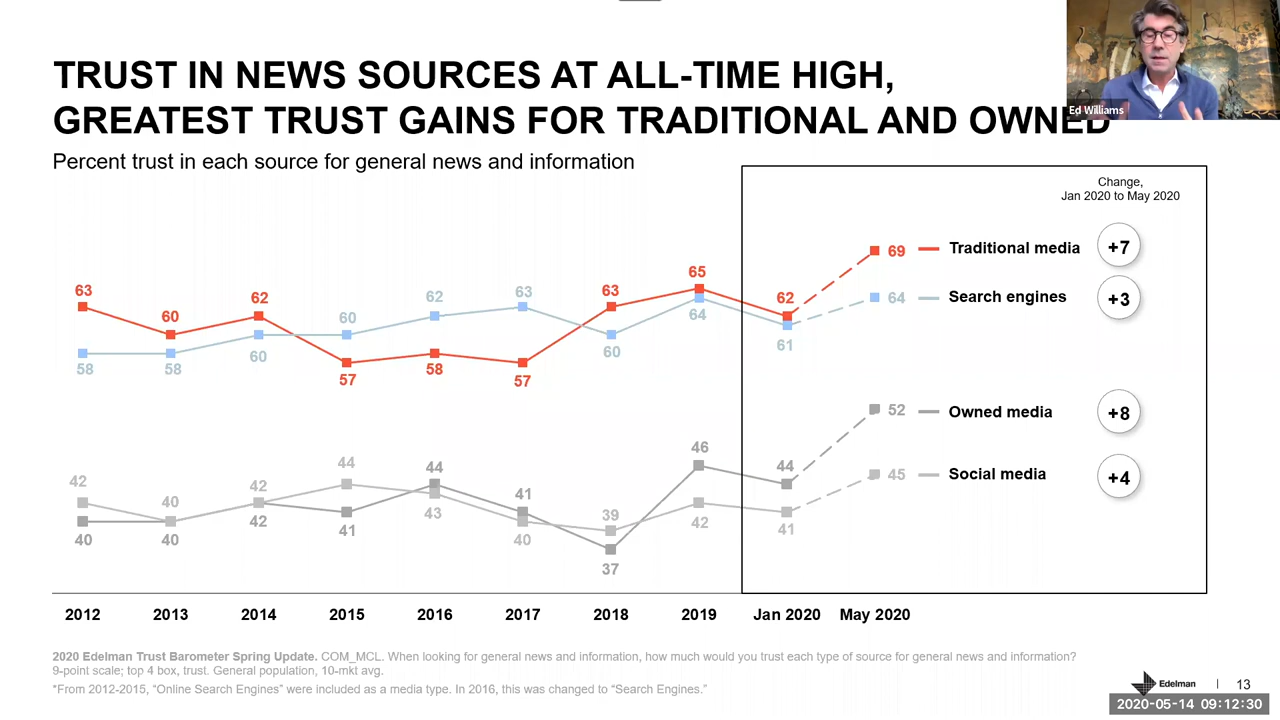 TRUST IN NEWS SOURCES AT ALL-TIME HIGH,
GREATEST TRUST GAINS FOR TRADITIONAL AND OWNED
Ed Williams
Percent trust in each source for general news and information
Change,
Jan 2020 to May 2020
69 Traditional media +7
64 Search engines +3
52 Owned media +8
45 Social media +4
63 60 62 57 58 57 63 65 62
58 58 60 60 62 63 60 64 61
40 40 42 41 44 41 37 46 44
42 40 42 44 43 40 39 42 41
2012 2013 2014 2015 2016 2017 2018 2019 Jan 2020 May 2020
2020 Edelman Trust Barometer Spring Update. COM_MCL. When looking for general news and information, how much would you trust each type of source for general news and information?
9-point scale; top 4 box, trust. General population, 10-mkt avg.
*From 2012-2015, “Online Search Engines” were included as a media type. In 2016, this was changed to “Search Engines.”
Edelman | 13
2020-05-14 09:12:30